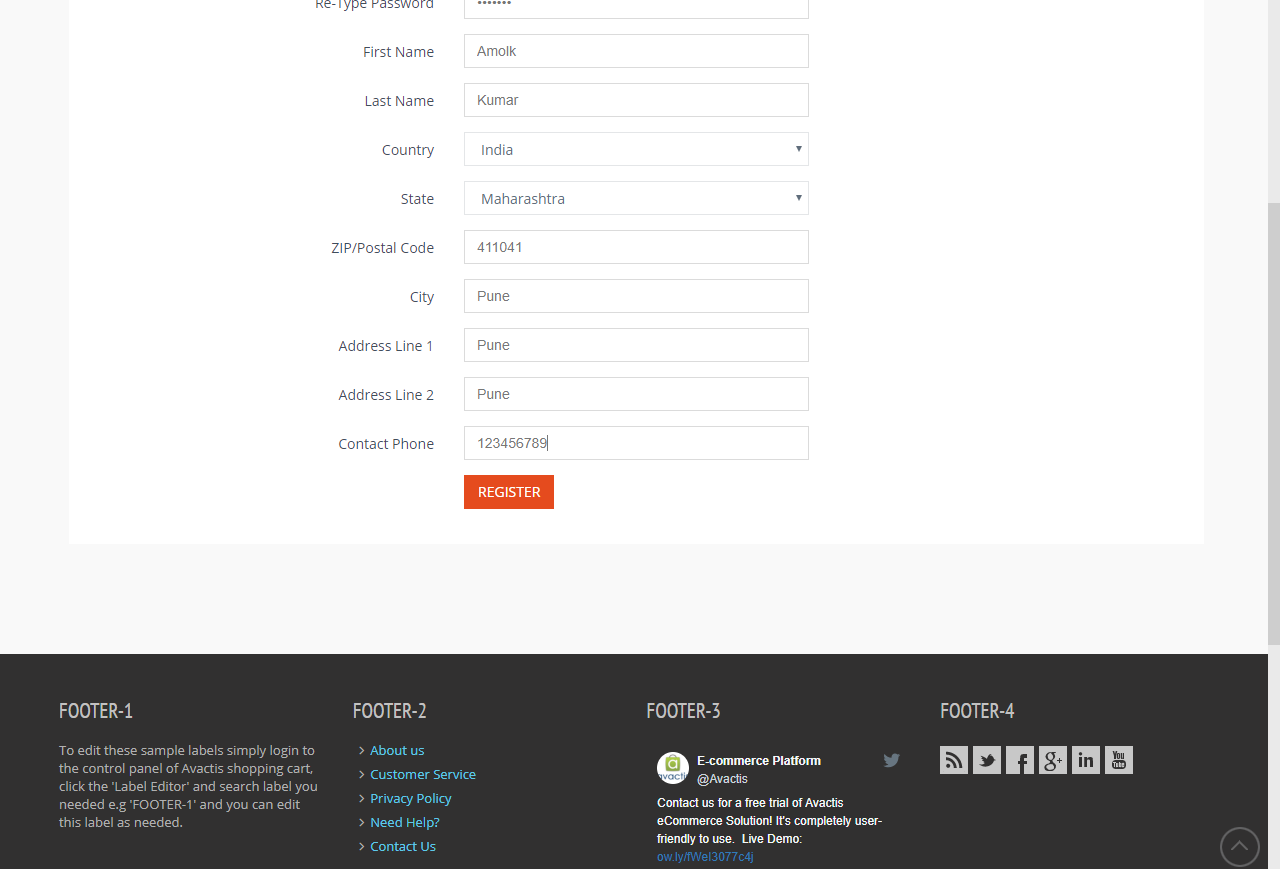 Re-Type Password •••••••
First Name Amolk
Last Name Kumar
Country India
State Maharashtra
ZIP/Postal Code 411041
City Pune
Address Line 1 Pune
Address Line 2 Pune
Contact Phone 123456789
REGISTER
FOOTER-1
To edit these sample labels simply login to
the control panel of Avactis shopping cart,
click the 'Label Editor' and search label you
needed e.g 'FOOTER-1' and you can edit
this label as needed.
FOOTER-2
About us
Customer Service
Privacy Policy
Need Help?
Contact Us
FOOTER-3
E-commerce Platform
@Avactis
Contact us for a free trial of Avactis
eCommerce Solution! It's completely user-
friendly to use. Live Demo:
ow.ly/fWeI3077c4j
FOOTER-4
g+ in You Tube